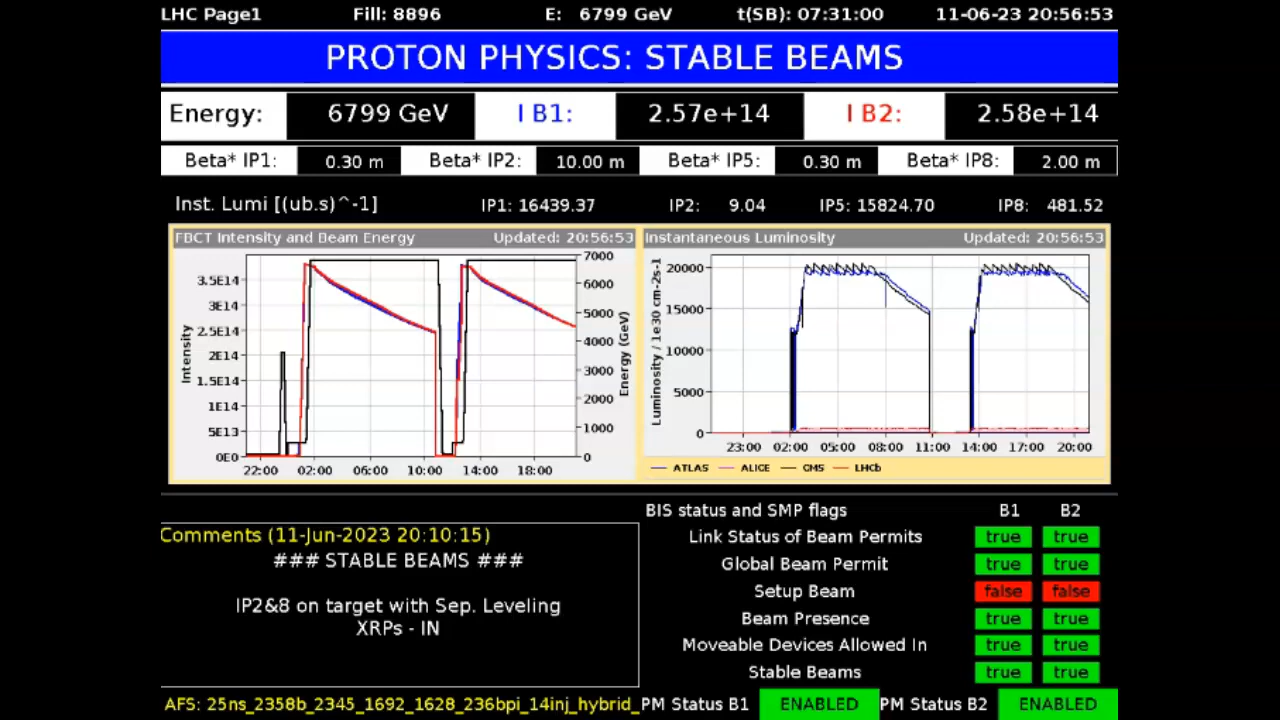 LHC Page1 Fill: 8896 E: 6799 GeV t(SB): 07:31:00 11-06-23 20:56:53
PROTON PHYSICS: STABLE BEAMS
Energy: 6799 GeV I B1: 2.57e+14 I B2: 2.58e+14
Beta* IP1: 0.30 m Beta* IP2: 10.00 m Beta* IP5: 0.30 m Beta* IP8: 2.00 m
Inst. Lumi [(ub.s)^-1] IP1: 16439.37 IP2: 9.04 IP5: 15824.70 IP8: 481.52
FBCT Intensity and Beam Energy Updated: 20:56:53
Intensity
3.5E14
3E14
2.5E14
2E14
1.5E14
1E14
5E13
0E0
7000
6000
5000
4000
3000
2000
1000
0
Energy (GeV)
22:00 02:00 06:00 10:00 14:00 18:00
Instantaneous Luminosity Updated: 20:56:53
Luminosity / 1e30 cm-2s-1
20000
15000
10000
5000
0
23:00 02:00 05:00 08:00 11:00 14:00 17:00 20:00
ATLAS ALICE CMS LHCb
Comments (11-Jun-2023 20:10:15)
### STABLE BEAMS ###
IP2&8 on target with Sep. Leveling
XRPs - IN
BIS status and SMP flags B1 B2
Link Status of Beam Permits true true
Global Beam Permit true true
Setup Beam false false
Beam Presence true true
Moveable Devices Allowed In true true
Stable Beams true true
AFS: 25ns_2358b_2345_1692_1628_236bpi_14inj_hybrid_ PM Status B1 ENABLED PM Status B2 ENABLED